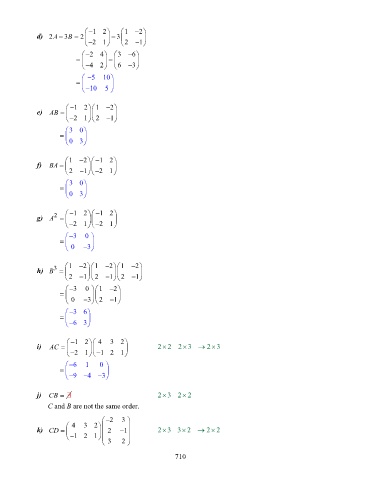 d) 2A − 3B = 2(−1 2; −2 1) − 3(1 −2; 2 −1)
= (−2 4; −4 2) − (3 −6; 6 −3)
= (−5 10; −10 5)
e) AB = (−1 2; −2 1)(1 −2; 2 −1)
= (3 0; 0 3)
f) BA = (1 −2; 2 −1)(−1 2; −2 1)
= (3 0; 0 3)
g) A² = (−1 2; −2 1)(−1 2; −2 1)
= (−3 0; 0 −3)
h) B³ = (1 −2; 2 −1)(1 −2; 2 −1)(1 −2; 2 −1)
= (−3 0; 0 −3)(1 −2; 2 −1)
= (−3 6; −6 3)
i) AC = (−1 2; −2 1)(4 3 2; −1 2 1) 2×2 2×3 → 2×3
= (−6 1 0; −9 −4 −3)
j) CB = ∄ 2×3 2×2
C and B are not the same order.
k) CD = (4 3 2; −1 2 1)(−2 3; 2 −1; 3 2) 2×3 3×2 → 2×2
710